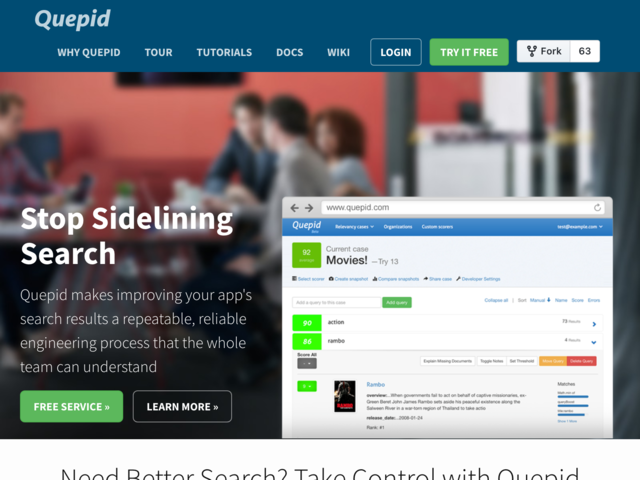 Quepid
WHY QUEPID
TOUR
TUTORIALS
DOCS
WIKI
LOGIN
TRY IT FREE
Fork
63
Stop Sidelining
Search
Quepid makes improving your app's
search results a repeatable, reliable
engineering process that the whole
team can understand
FREE SERVICE »
LEARN MORE »
www.quepid.com
Quepid
Relevancy cases
Organizations
Custom scorers
test@example.com
92
Current case
Movies! —Try 13
Select scorer
Create snapshot
Compare snapshots
Share case
Developer Settings
Add a query to this case
Add query
Collapse all | Sort: Manual Name Score Errors
90 action 73 Results
86 rambo 4 Results
Score All
Explain Missing Documents
Toggle Notes
Set Threshold
Move Query
Delete Query
Rambo
overview:...When governments fail to act on behalf of captive missionaries, ex-
Green Beret John James Rambo sets aside his peaceful existence along the
Salween River in a war-torn region of Thailand to take actio
release_date:..2008-01-24
Rank: #1
Matches
Need Better Search? Take Control with Quepid